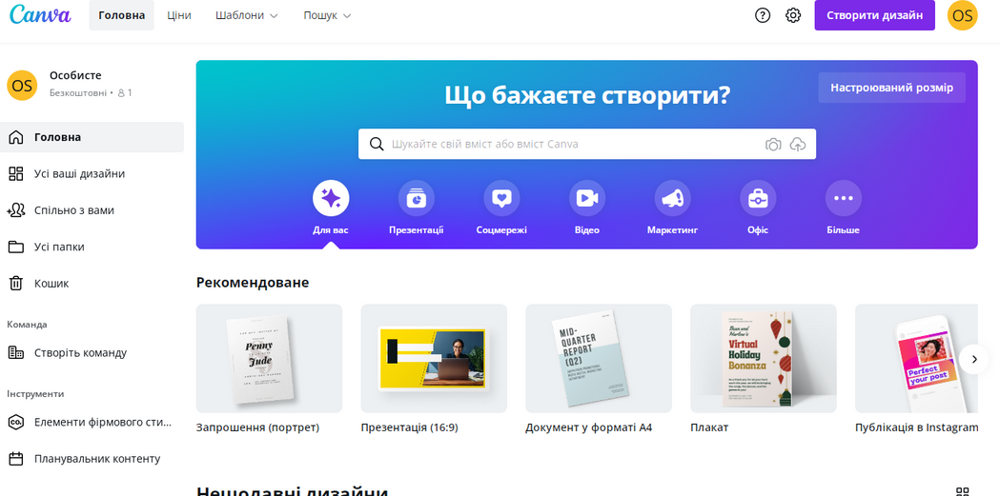 Canva
Головна
Ціни
Шаблони
Пошук
Створити дизайн
OS
OS
Особисте
Безкоштовні • 1
Головна
Усі ваші дизайни
Спільно з вами
Усі папки
Кошик
Команда
Створіть команду
Інструменти
Елементи фірмового сти...
Планувальник контенту
Що бажаєте створити?
Настроюваний розмір
Шукайте свій вміст або вміст Canva
Для вас
Презентації
Соцмережі
Відео
Маркетинг
Офіс
Більше
Рекомендоване
Penny
Jude
MID-
QUARTER
REPORT
(Q2)
Bean and
Virtual
Holiday
Bonanza
Perfect
your post
Запрошення (портрет)
Презентація (16:9)
Документ у форматі A4
Плакат
Публікація в Instagram
Нещодавні дизайни
CO.